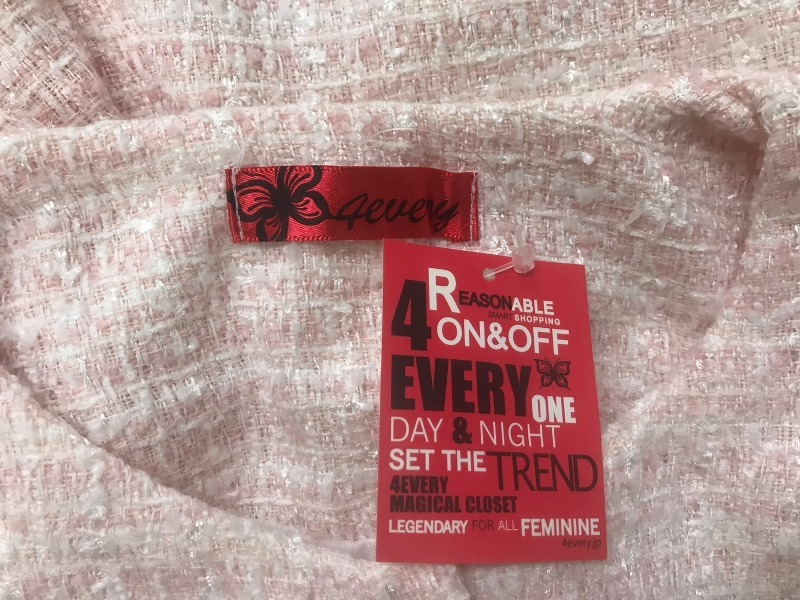 4every
REASONABLE
SMART SHOPPING
4 ON&OFF
EVERY ONE
DAY & NIGHT
SET THE TREND
4EVERY
MAGICAL CLOSET
LEGENDARY FOR ALL FEMININE
4every.jp